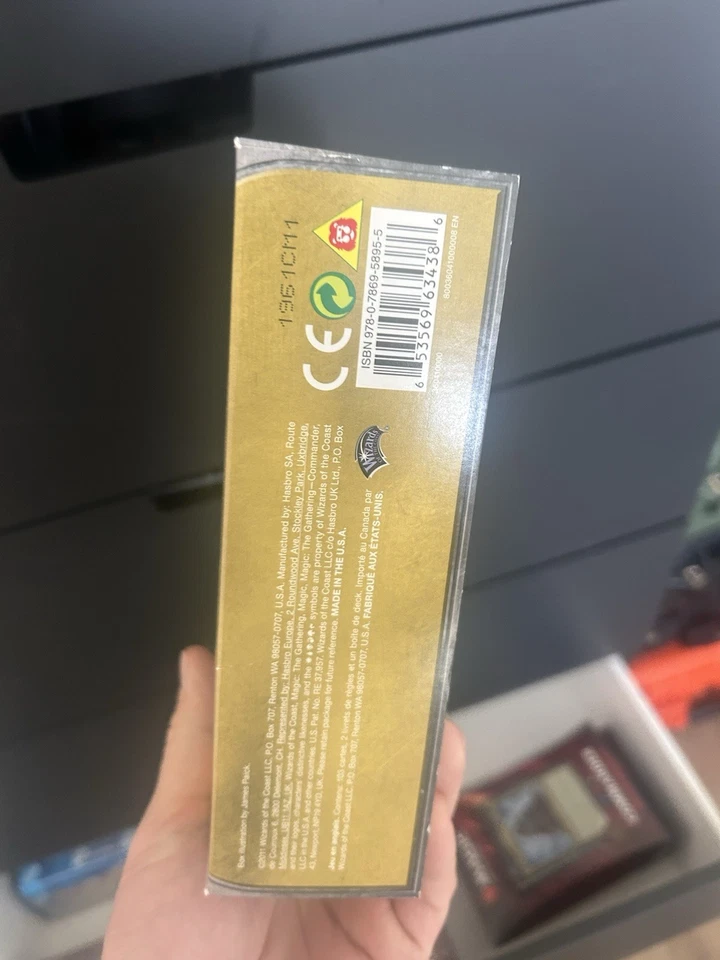 Box illustration by James Paick.
©2011 Wizards of the Coast LLC, P.O. Box 707, Renton WA 98057-0707, U.S.A. Manufactured by: Hasbro SA, Route
de Courroux 6, 2800 Delemont, CH. Represented by: Hasbro Europe, 2 Roundwood Ave, Stockley Park, Uxbridge,
Middlesex, UB11 1AZ, UK. Wizards of the Coast, Magic: The Gathering, Magic, Magic: The Gathering—Commander,
and their logos, characters' distinctive likenesses, and the symbols are property of Wizards of the Coast
LLC in the U.S.A. and other countries. U.S. Pat. No. RE 37,957. Wizards of the Coast LLC c/o Hasbro UK Ltd., P.O. Box
43, Newport, NP19 4YD, UK. Please retain package for future reference. MADE IN THE U.S.A.
Jeu en anglais. Contient: 103 cartes, 2 livrets de règles et un boîte de deck. Importé au Canada par
Wizards of the Coast LLC, P.O. Box 707, Renton WA 98057-0707, U.S.A. FABRIQUÉ AUX ÉTATS-UNIS.
Wizards
1961CM1
CE
ISBN 978-0-7869-5895-5
6 53569 63438 6
60036041000008 EN